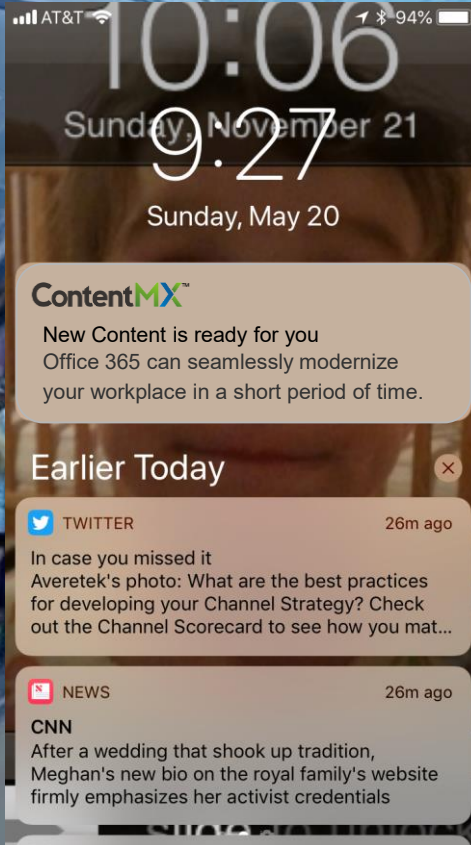 AT&T 94%
10:06
Sunday, November 21
9:27
Sunday, May 20
ContentMX™
New Content is ready for you
Office 365 can seamlessly modernize
your workplace in a short period of time.
Earlier Today
TWITTER 26m ago
In case you missed it
Averetek's photo: What are the best practices
for developing your Channel Strategy? Check
out the Channel Scorecard to see how you mat...
NEWS 26m ago
CNN
After a wedding that shook up tradition,
Meghan's new bio on the royal family's website
firmly emphasizes her activist credentials
slide to unlock